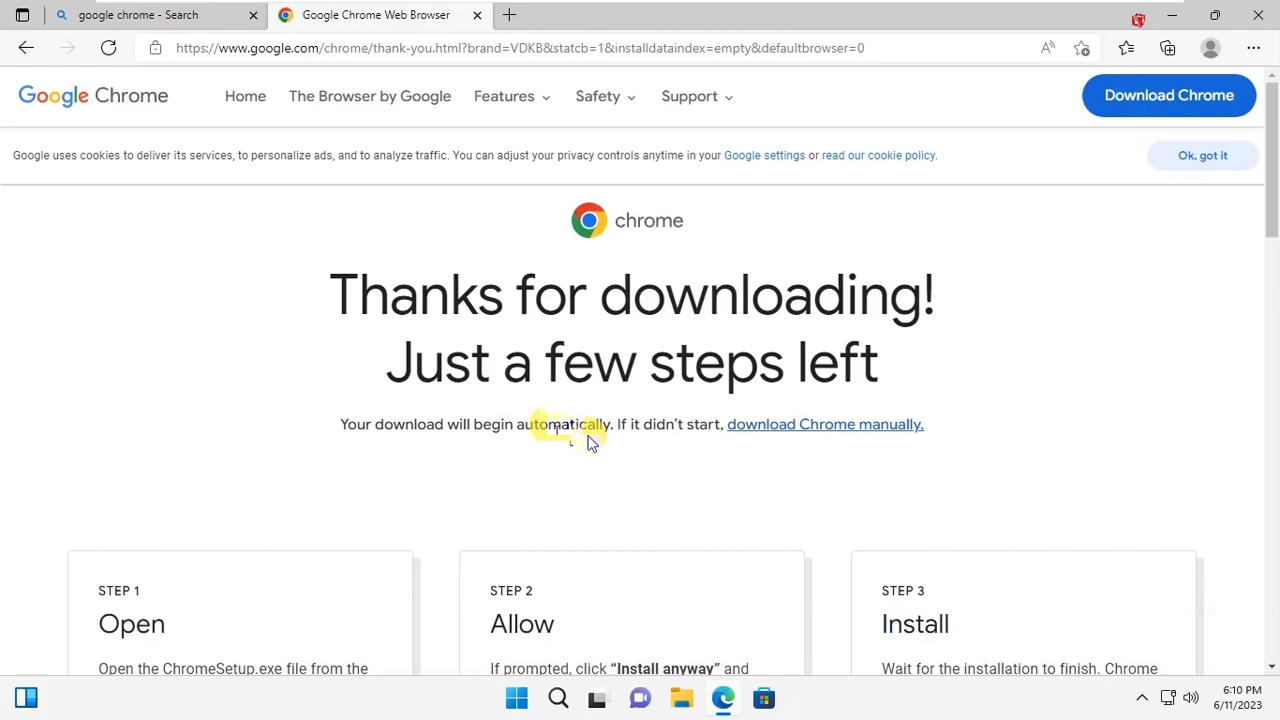 google chrome - Search
Google Chrome Web Browser
https://www.google.com/chrome/thank-you.html?brand=VDKB&statcb=1&installdataindex=empty&defaultbrowser=0
Google Chrome
Home
The Browser by Google
Features
Safety
Support
Download Chrome
Google uses cookies to deliver its services, to personalize ads, and to analyze traffic. You can adjust your privacy controls anytime in your Google settings or read our cookie policy.
Ok, got it
chrome
Thanks for downloading!
Just a few steps left
Your download will begin automatically. If it didn't start, download Chrome manually.
STEP 1
Open
Open the ChromeSetup.exe file from the
STEP 2
Allow
If prompted, click "Install anyway" and
STEP 3
Install
Wait for the installation to finish. Chrome
6:10 PM
6/11/2023